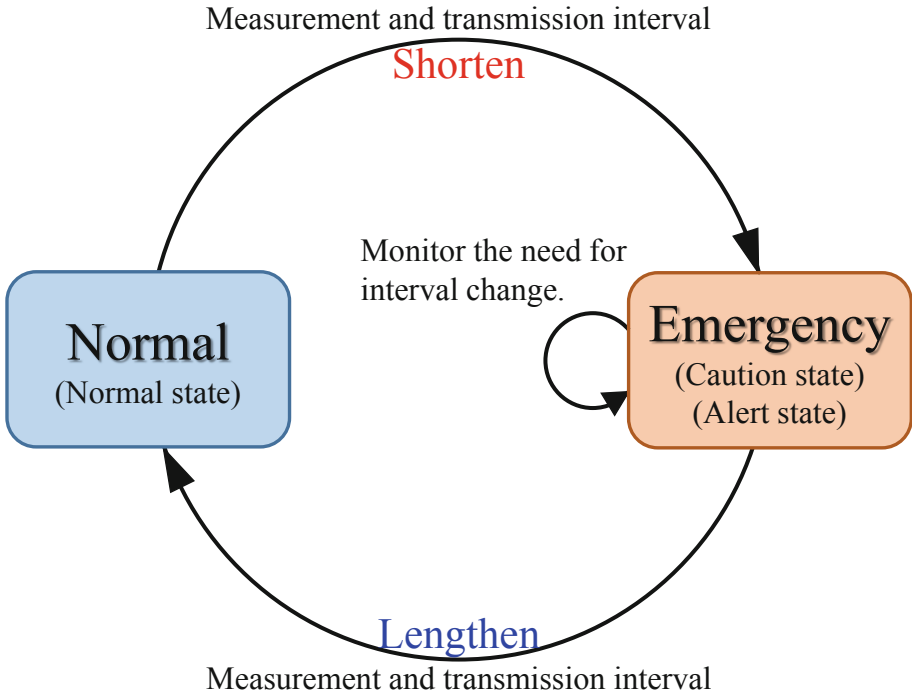 Measurement and transmission interval
Shorten
Monitor the need for
interval change.
Normal
(Normal state)
Emergency
(Caution state)
(Alert state)
Lengthen
Measurement and transmission interval